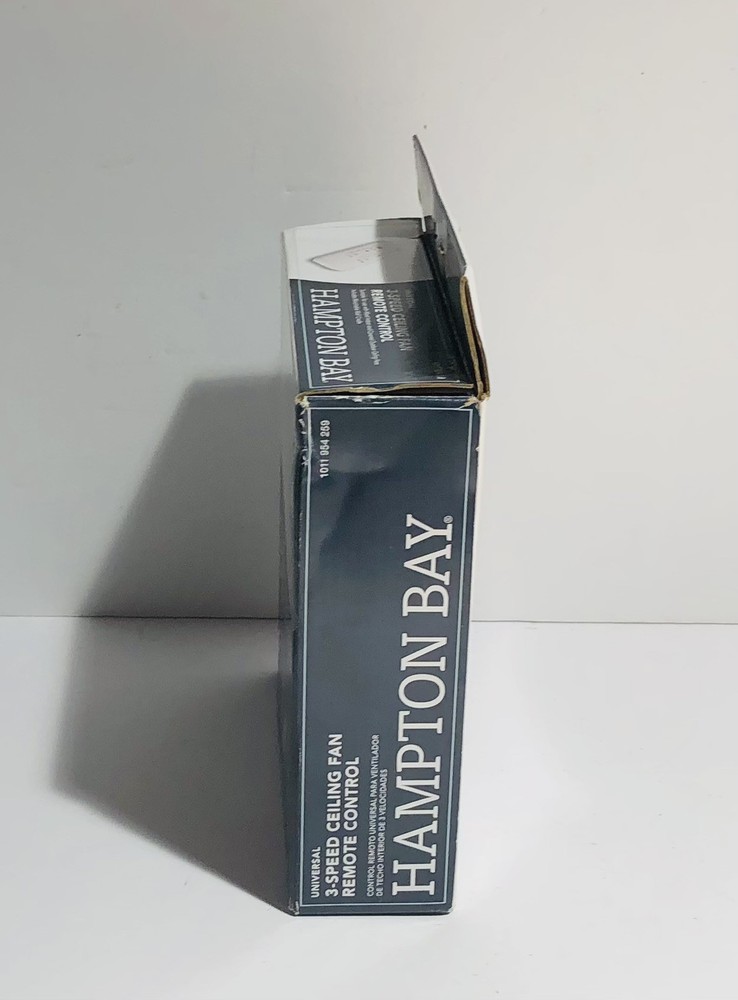 HAMPTON BAY
3-SPEED CEILING FAN
REMOTE CONTROL
1011 954 259
UNIVERSAL
3-SPEED CEILING FAN
REMOTE CONTROL
CONTROL REMOTO UNIVERSAL PARA VENTILADOR
DE TECHO INTERIOR DE 3 VELOCIDADES
HAMPTON BAY®